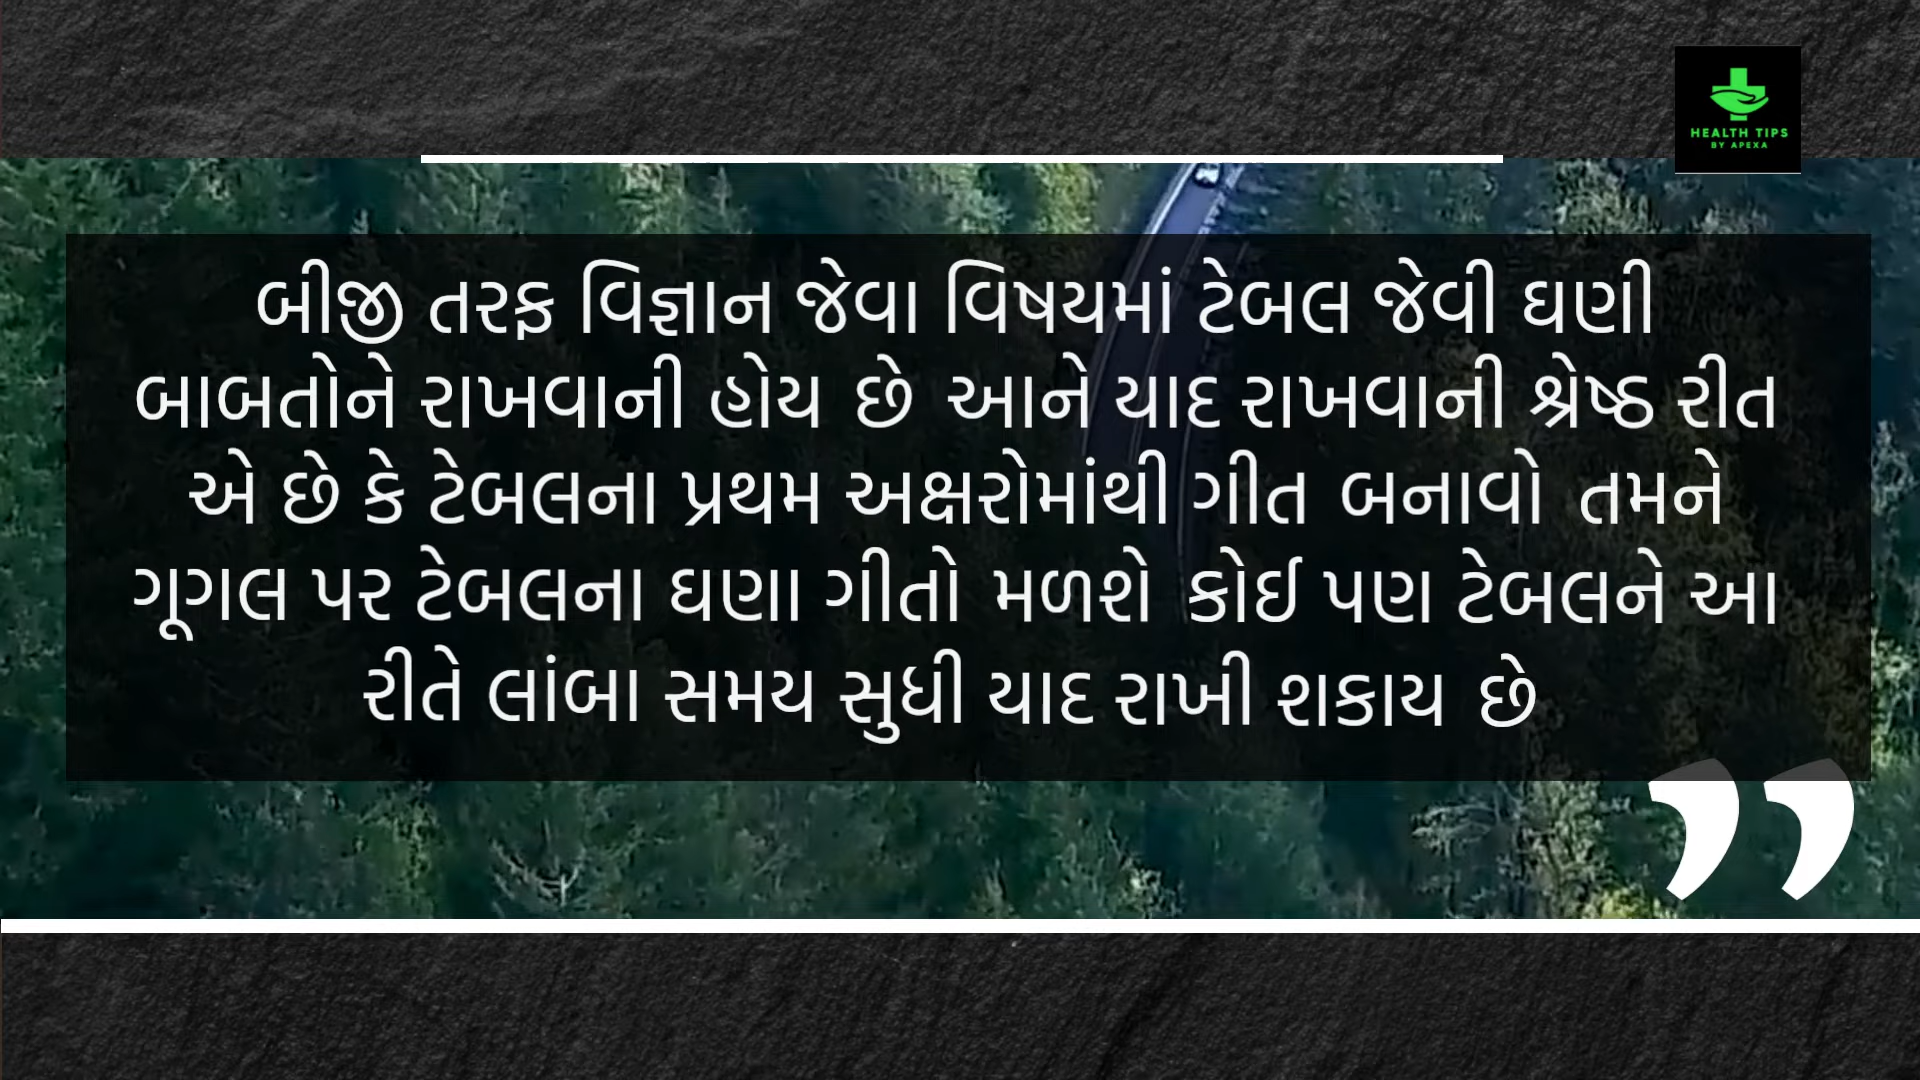 HEALTH TIPS
BY APEXA
બીજી તરફ વિજ્ઞાન જેવા વિષયમાં ટેબલ જેવી ઘણી
બાબતોને રાખવાની હોય છે આને યાદ રાખવાની શ્રેષ્ઠ રીત
એ છે કે ટેબલના પ્રથમ અક્ષરોમાંથી ગીત બનાવો તમને
ગૂગલ પર ટેબલના ઘણા ગીતો મળશે કોઈ પણ ટેબલને આ
રીતે લાંબા સમય સુધી યાદ રાખી શકાય છે
”